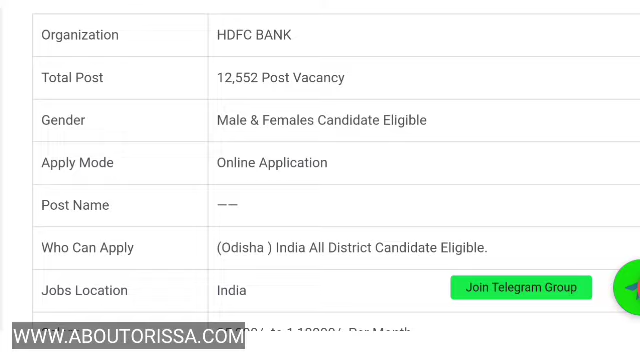 Organization HDFC BANK
Total Post 12,552 Post Vacancy
Gender Male & Females Candidate Eligible
Apply Mode Online Application
Post Name ——
Who Can Apply (Odisha ) India All District Candidate Eligible.
Jobs Location India
Join Telegram Group
Per Month
WWW.ABOUTORISSA.COM